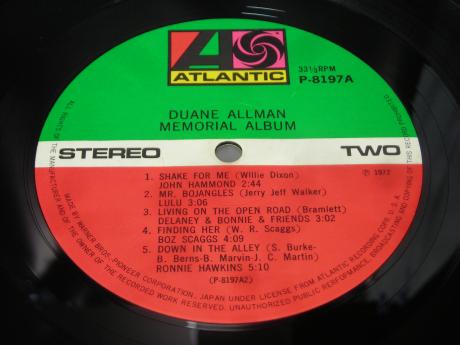 ATLANTIC
33⅓RPM
P-8197A
DUANE ALLMAN
MEMORIAL ALBUM
STEREO
TWO
℗ 1972
1. SHAKE FOR ME (Willie Dixon)
JOHN HAMMOND 2:44
2. MR. BOJANGLES (Jerry Jeff Walker)
LULU 3:06
3. LIVING ON THE OPEN ROAD (Bramlett)
DELANEY & BONNIE & FRIENDS 3:02
4. FINDING HER (W. R. Scaggs)
BOZ SCAGGS 4:09
5. DOWN IN THE ALLEY (S. Burke-
B. Berns-B. Marvin-J. C. Martin)
RONNIE HAWKINS 5:10
(P-8197A2)
ALL RIGHTS OF THE MANUFACTURER AND OF THE OWNER OF THE RECORDED WORK RESERVED. UNAUTHORIZED PUBLIC PERFORMANCE, BROADCASTING AND COPYING OF THIS RECORD PROHIBITED
MANUFACTURED BY WARNER BROS. PIONEER CORPORATION, JAPAN UNDER LICENSE FROM ATLANTIC RECORDING CORP. U.S.A.